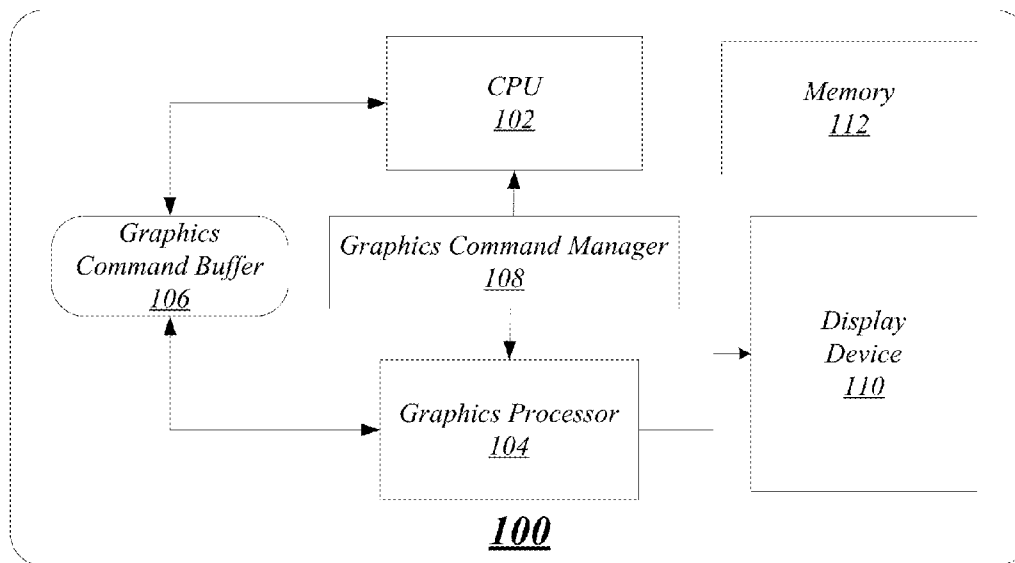 CPU
102
Memory
112
Graphics
Command Buffer
106
Graphics Command Manager
108
Display
Device
110
Graphics Processor
104
100